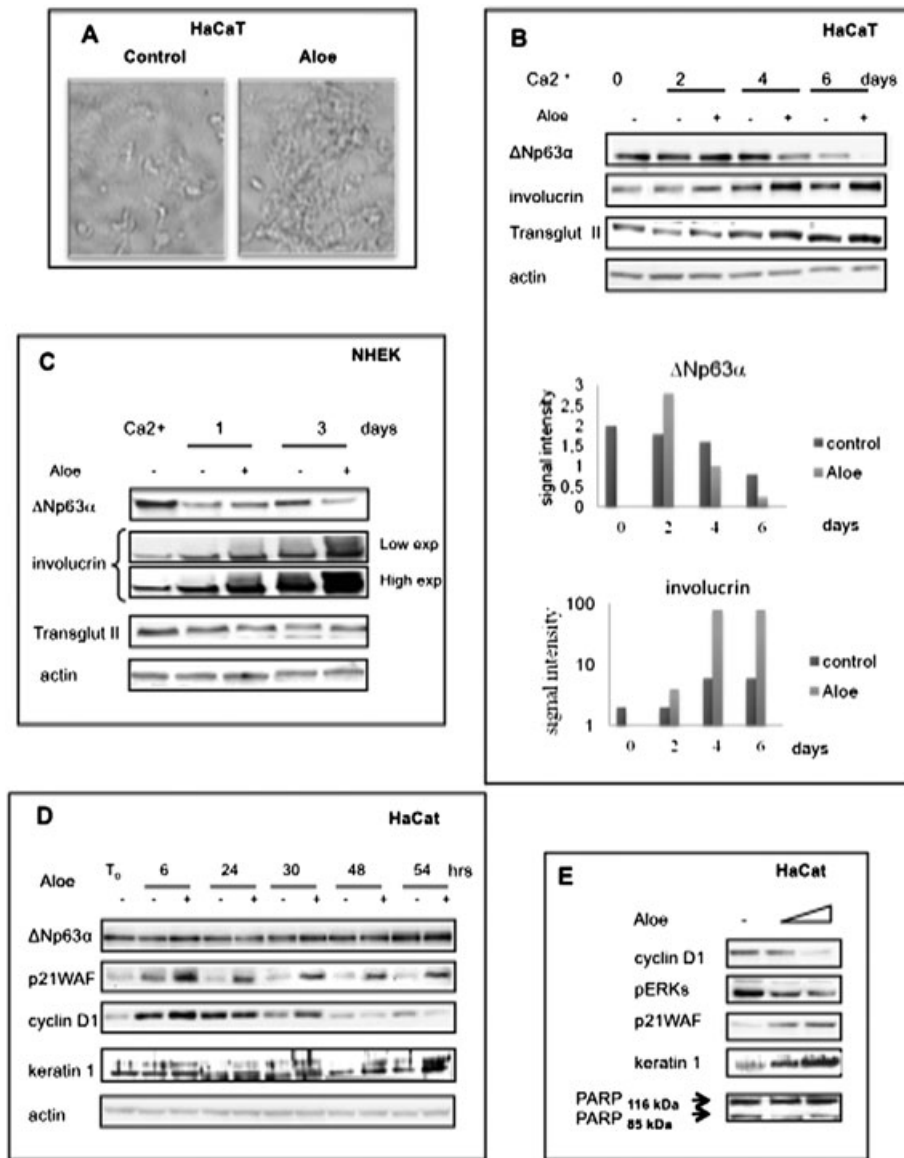 A
HaCaT
Control Aloe
B
HaCaT
Ca2 + 0 2 4 6 days
Aloe - - + - + - +
ΔNp63α
involucrin
Transglut II
actin
ΔNp63α
signal intensity
3
2.5
2
1.5
1
0.5
0
0 2 4 6 days
control
Aloe
involucrin
signal intensity
100
10
1
0 2 4 6 days
control
Aloe
C
NHEK
Ca2+ 1 3 days
Aloe - - + - +
ΔNp63α
involucrin
Low exp
High exp
Transglut II
actin
D
HaCat
Aloe T0 6 24 30 48 54 hrs
- - + - + - + - + - +
ΔNp63α
p21WAF
cyclin D1
keratin 1
actin
E
HaCat
Aloe -
cyclin D1
pERKs
p21WAF
keratin 1
PARP 116 kDa
PARP 85 kDa